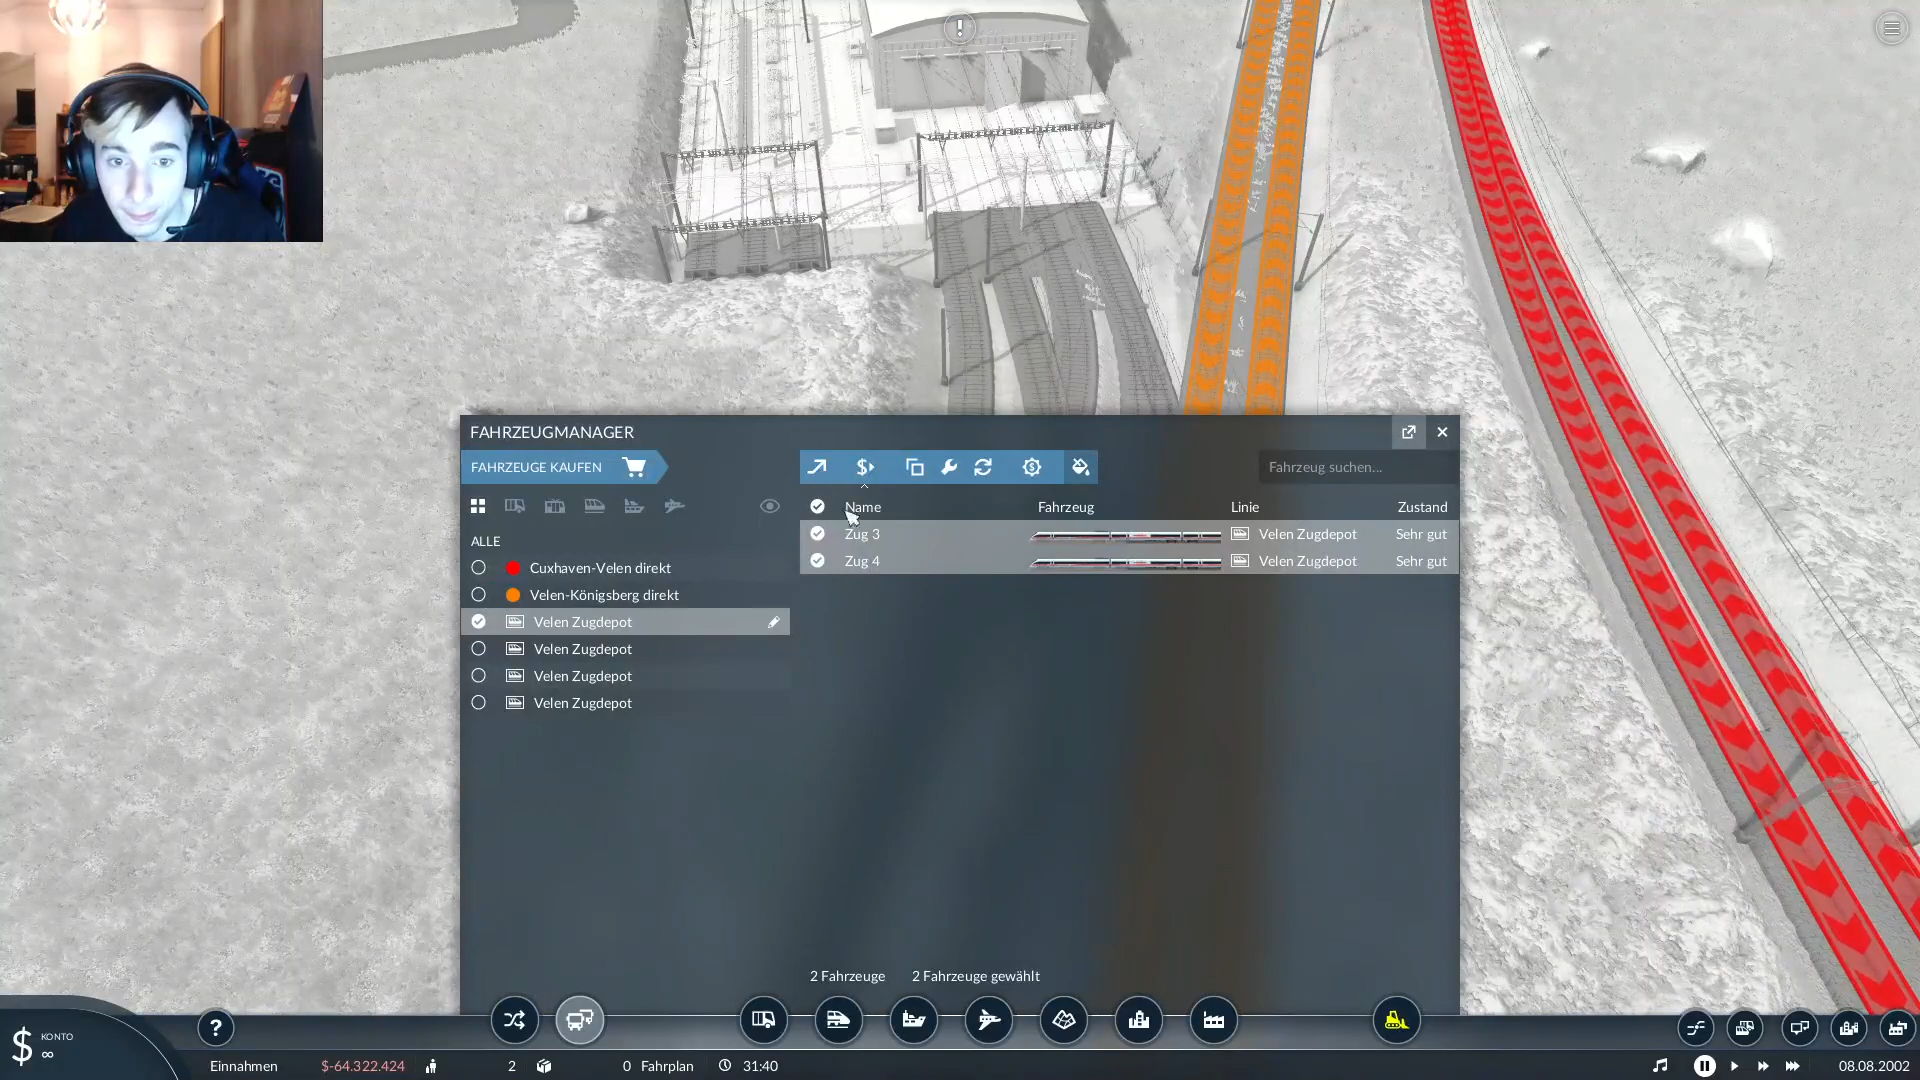 FAHRZEUGMANAGER
FAHRZEUGE KAUFEN
Fahrzeug suchen...
Name Fahrzeug Linie Zustand
Zug 3 Velen Zugdepot Sehr gut
Zug 4 Velen Zugdepot Sehr gut
ALLE
Cuxhaven-Velen direkt
Velen-Königsberg direkt
Velen Zugdepot
Velen Zugdepot
Velen Zugdepot
Velen Zugdepot
2 Fahrzeuge 2 Fahrzeuge gewählt
KONTO
∞
Einnahmen $-64.322.424 2 0 Fahrplan 31:40 08.08.2002